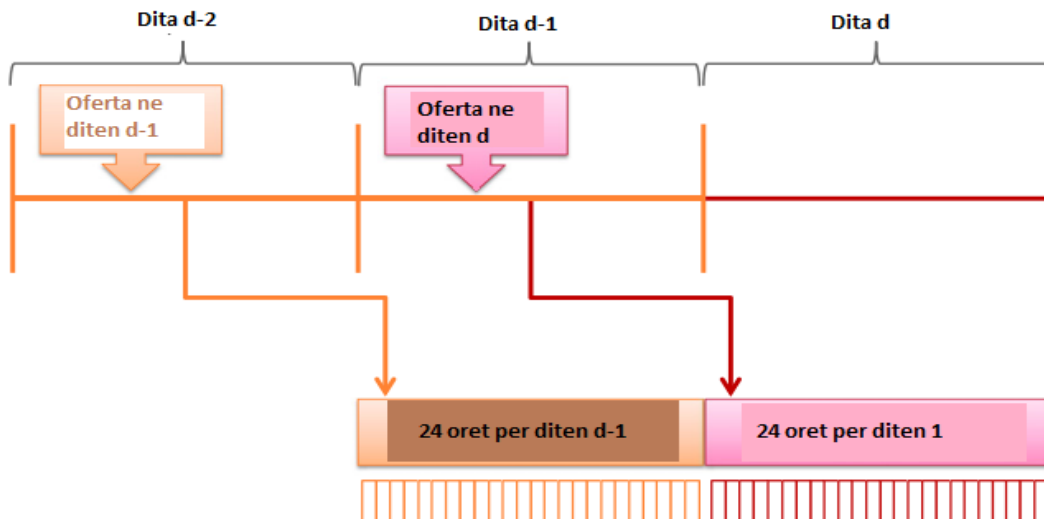 Dita d-2
Dita d-1
Dita d
Oferta ne
diten d-1
Oferta ne
diten d
24 oret per diten d-1
24 oret per diten 1